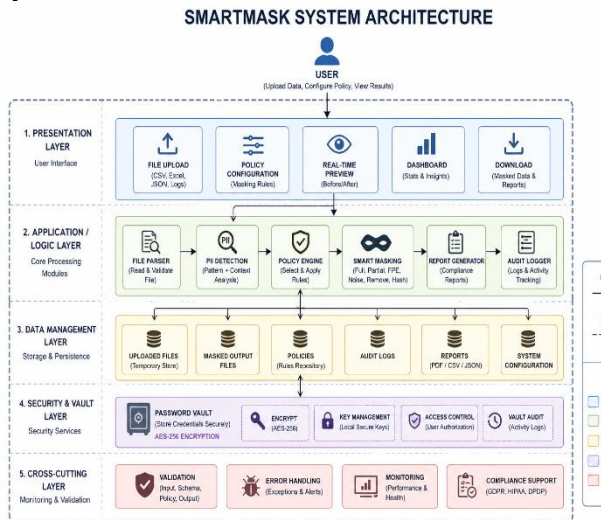 SMARTMASK SYSTEM ARCHITECTURE
USER
(Upload Data, Configure Policy, View Results)
1. PRESENTATION
LAYER
User Interface
FILE UPLOAD
(CSV, Excel,
JSON, Logs)
POLICY
CONFIGURATION
(Masking Rules)
REAL-TIME
PREVIEW
(Before/After)
DASHBOARD
(Stats & Insights)
DOWNLOAD
(Masked Data &
Reports)
2. APPLICATION /
LOGIC LAYER
Core Processing
Modules
FILE PARSER
(Read & Validate
File)
PII
PII DETECTION
(Pattern + Context
Analysis)
POLICY ENGINE
(Select & Apply
Rules)
SMART MASKING
(Full, Partial, FPE,
Noise, Remove, Hash)
REPORT GENERATOR
(Compliance
Reports)
AUDIT LOGGER
(Logs & Activity
Tracking)
3. DATA MANAGEMENT
LAYER
Storage & Persistence
UPLOADED FILES
(Temporary Store)
MASKED OUTPUT
FILES
POLICIES
(Rules Repository)
AUDIT LOGS
REPORTS
(PDF / CSV / JSON)
SYSTEM
CONFIGURATION
4. SECURITY & VAULT
LAYER
Security Services
PASSWORD VAULT
(Store Credentials Securely)
AES-256 ENCRYPTION
ENCRYPT
(AES-256)
KEY MANAGEMENT
(Local Secure Keys)
ACCESS CONTROL
(User Authorization)
VAULT AUDIT
(Activity Logs)
5. CROSS-CUTTING
LAYER
Monitoring & Validation
VALIDATION
(Input, Schema,
Policy, Output)
ERROR HANDLING
(Exceptions & Alerts)
MONITORING
(Performance &
Health)
COMPLIANCE SUPPORT
(GDPR, HIPAA, DPDP)